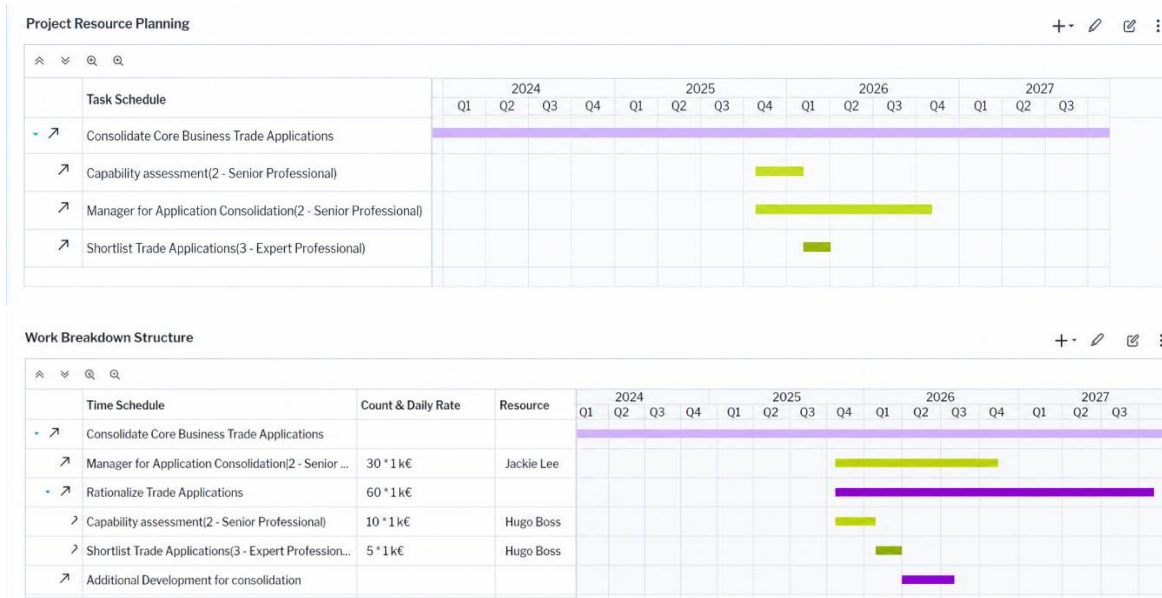 Project Resource Planning
2024 2025 2026 2027
Task Schedule
Q1 Q2 Q3 Q4 Q1 Q2 Q3 Q4 Q1 Q2 Q3 Q4 Q1 Q2 Q3
Consolidate Core Business Trade Applications
Capability assessment(2 - Senior Professional)
Manager for Application Consolidation(2 - Senior Professional)
Shortlist Trade Applications(3 - Expert Professional)
Work Breakdown Structure
2024 2025 2026 2027
Time Schedule Count & Daily Rate Resource
Q1 Q2 Q3 Q4 Q1 Q2 Q3 Q4 Q1 Q2 Q3 Q4 Q1 Q2 Q3
Consolidate Core Business Trade Applications
Manager for Application Consolidation|2 - Senior ... 30 * 1 k€ Jackie Lee
Rationalize Trade Applications 60 * 1 k€
Capability assessment(2 - Senior Professional) 10 * 1 k€ Hugo Boss
Shortlist Trade Applications(3 - Expert Profession... 5 * 1 k€ Hugo Boss
Additional Development for consolidation